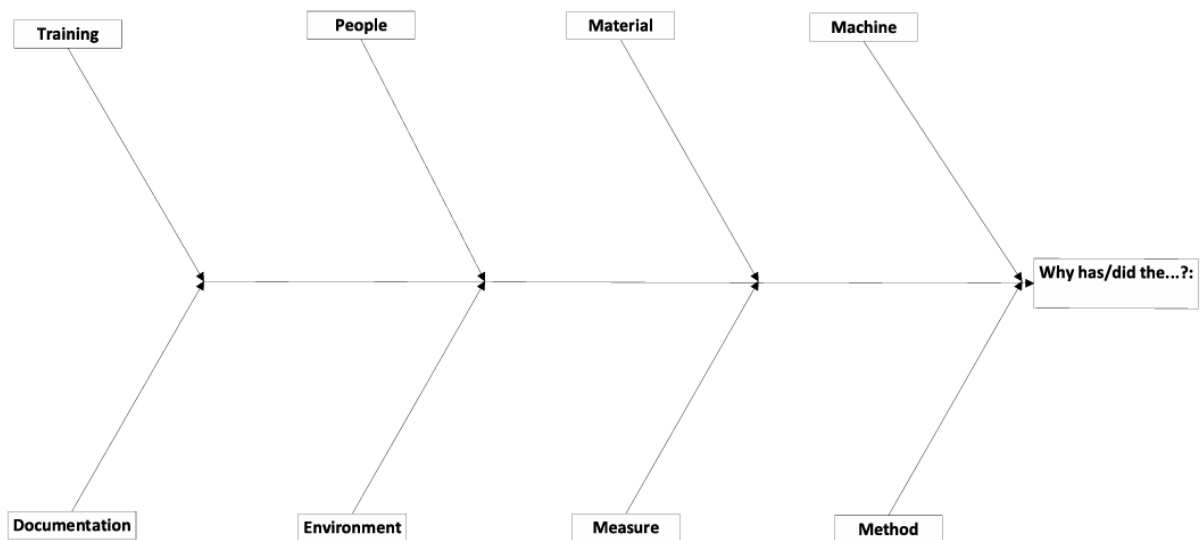 Training
People
Material
Machine
Why has/did the...?:
Documentation
Environment
Measure
Method